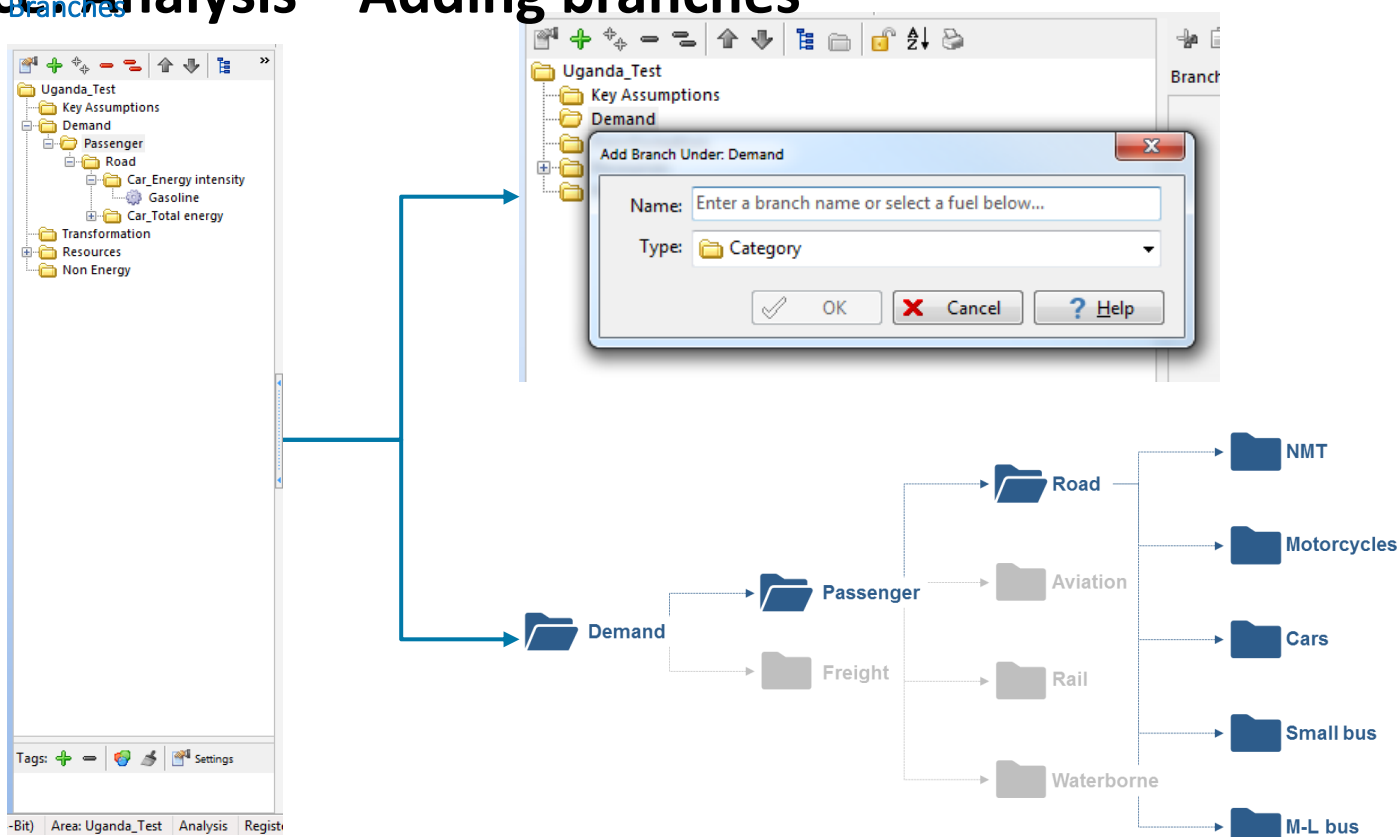 Analysis – Adding branches
Branches
Uganda_Test
Key Assumptions
Demand
Passenger
Road
Car_Energy intensity
Gasoline
Car_Total energy
Transformation
Resources
Non Energy
Tags:
Settings
-Bit) Area: Uganda_Test Analysis Regist
Uganda_Test
Key Assumptions
Demand
Branch
Add Branch Under: Demand
Name: Enter a branch name or select a fuel below...
Type: Category
OK Cancel Help
Demand
Passenger
Freight
Road
Aviation
Rail
Waterborne
NMT
Motorcycles
Cars
Small bus
M-L bus